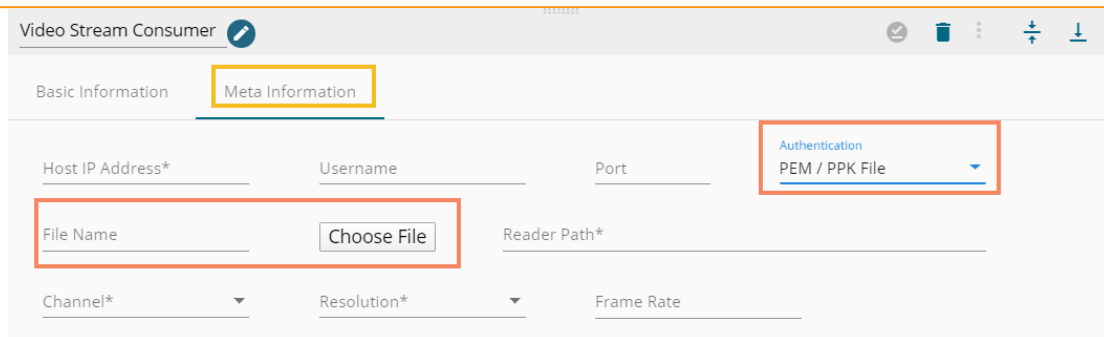 Video Stream Consumer
Basic Information Meta Information
Authentication
Host IP Address* Username Port PEM / PPK File
File Name Choose File Reader Path*
Channel* Resolution* Frame Rate